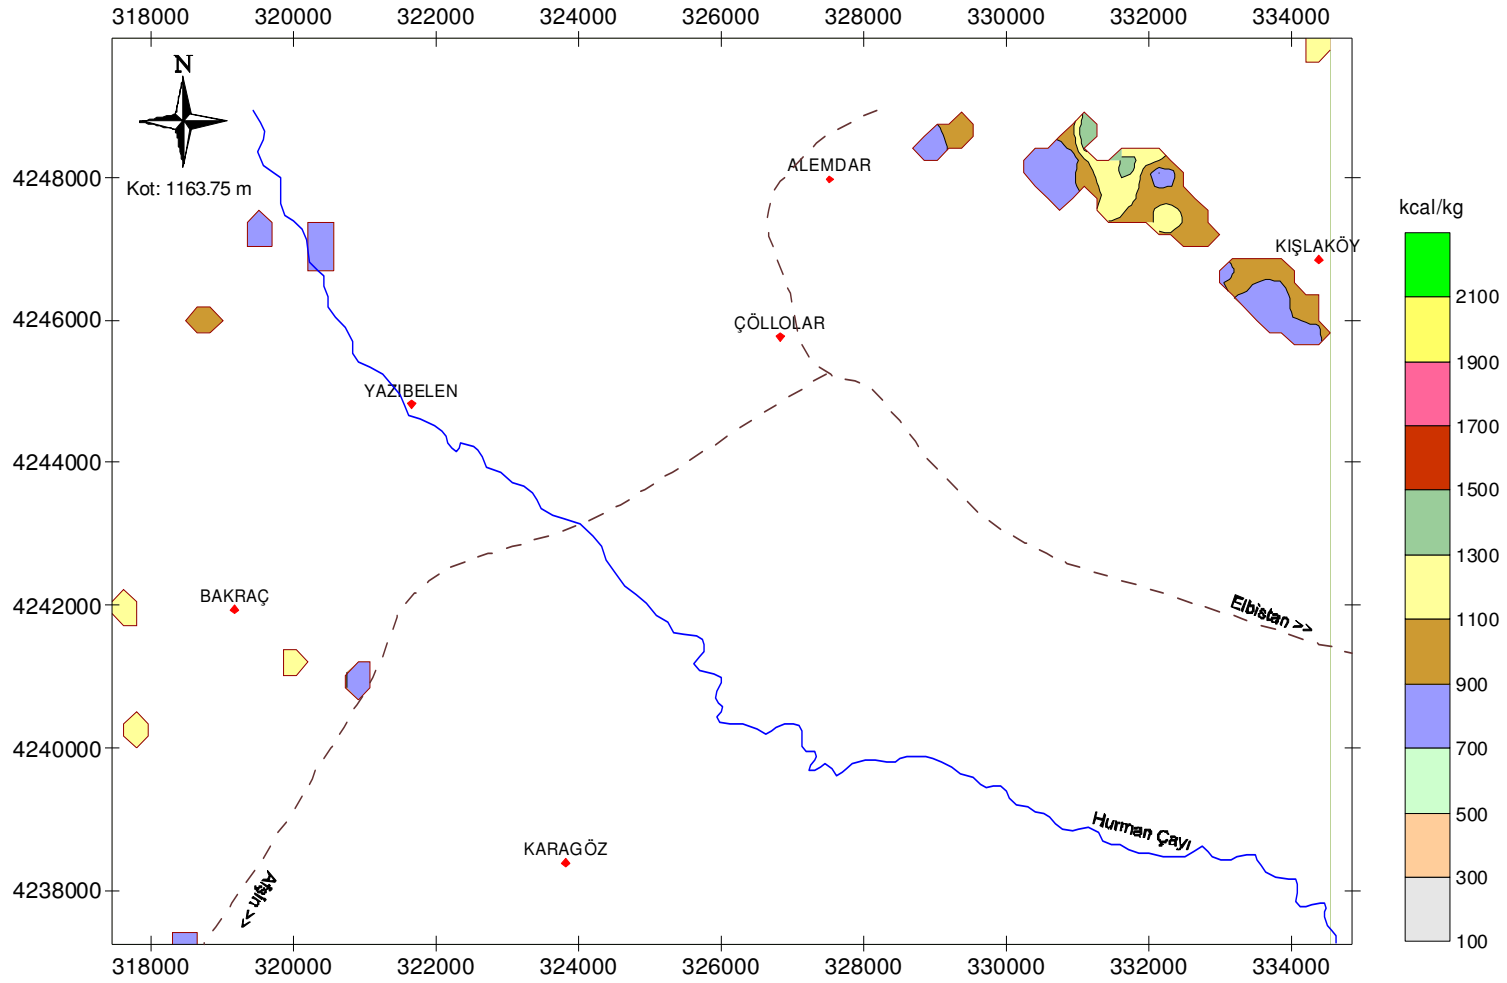 318000 320000 322000 324000 326000 328000 330000 332000 334000
N
ALEMDAR
4248000
Kot: 1163.75 m
kcal/kg
KIŞLAKÖY
2100
4246000
ÇÖLLOLAR
1900
YAZIBELEN
1700
4244000
1500
1300
BAKRAÇ
4242000
Elbistan >>
1100
900
4240000
700
Hurman Çayı
500
KARAGÖZ
4238000
Afşin >>
300
100
318000 320000 322000 324000 326000 328000 330000 332000 334000